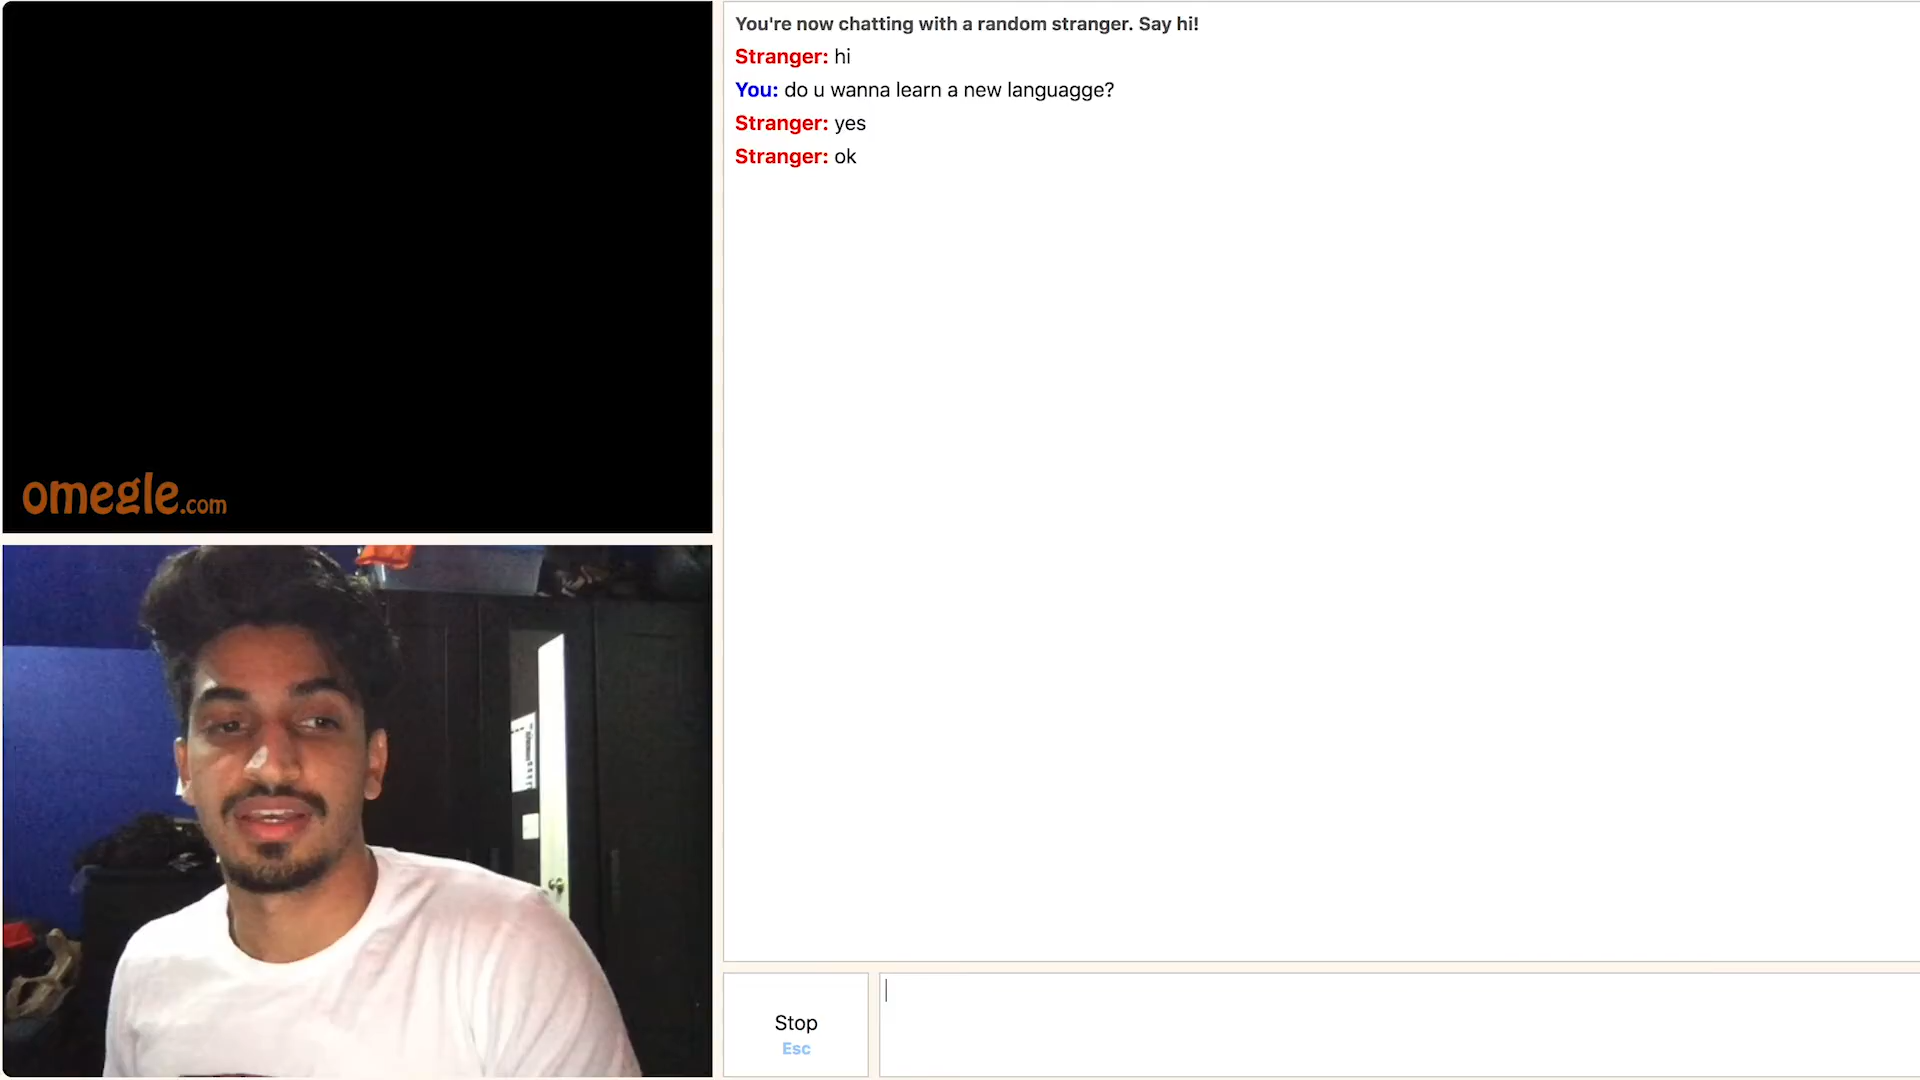 You're now chatting with a random stranger. Say hi!
Stranger: hi
You: do u wanna learn a new languagge?
Stranger: yes
Stranger: ok
omegle.com
Stop
Esc